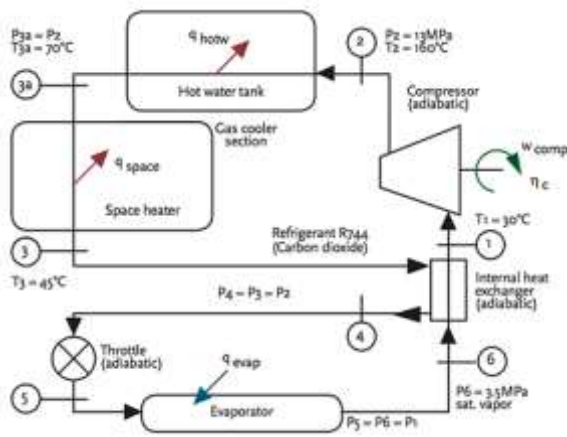 P3a = P2
T3a = 70°C
3a
q hotw
Hot water tank
2
P2 = 13MPa
T2 = 160°C
Compressor
(adiabatic)
w comp
η c
Gas cooler
section
q space
Space heater
3
T3 = 45°C
Refrigerant R744
(Carbon dioxide)
T1 = 30°C
1
Internal heat
exchanger
(adiabatic)
P4 = P3 = P2
4
Throttle
(adiabatic)
5
q evap
Evaporator
P5 = P6 = P1
6
P6 = 3.5MPa
sat. vapor